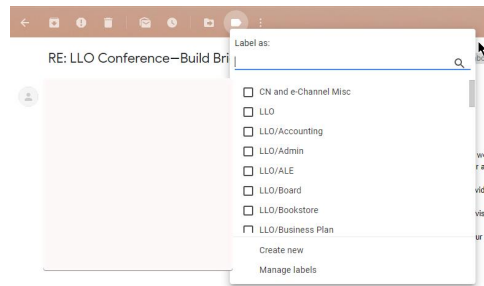 Label as:
RE: LLO Conference—Build Bri
CN and e-Channel Misc
LLO
LLO/Accounting
LLO/Admin
LLO/ALE
LLO/Board
LLO/Bookstore
LLO/Business Plan
Create new
Manage labels